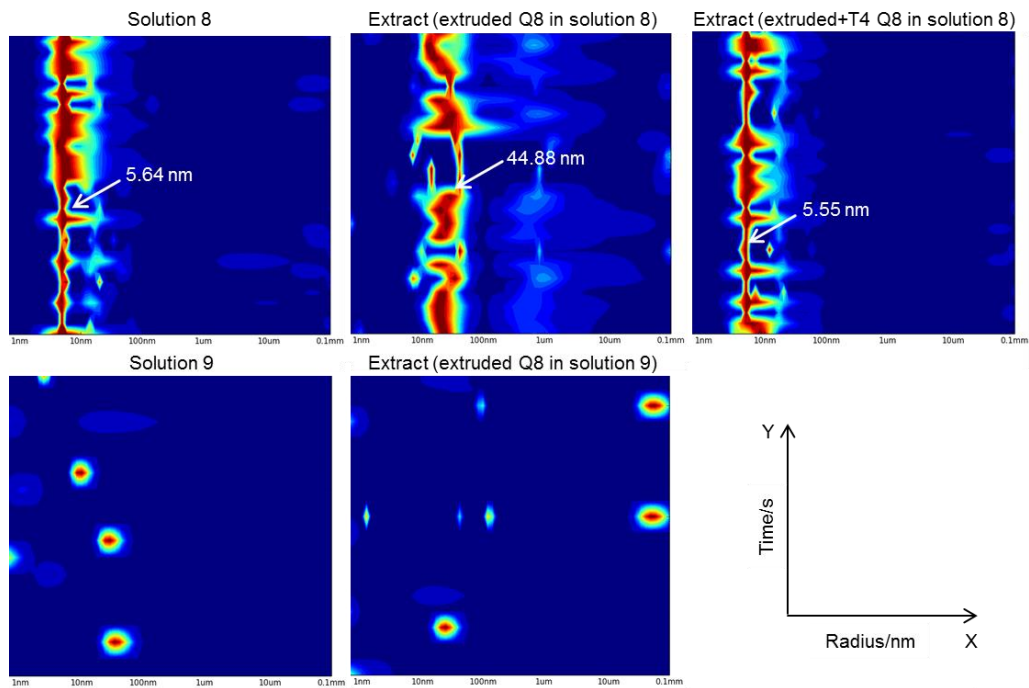 Solution 8
Extract (extruded Q8 in solution 8)
Extract (extruded+T4 Q8 in solution 8)
5.64 nm
44.88 nm
5.55 nm
1nm 10nm 100nm 1um 10um 0.1mm
1nm 10nm 100nm 1um 10um 0.1mm
1nm 10nm 100nm 1um 10um 0.1mm
Solution 9
Extract (extruded Q8 in solution 9)
Y
Time/s
Radius/nm
X
1nm 10nm 100nm 1um 10um 0.1mm
1nm 10nm 100nm 1um 10um 0.1mm